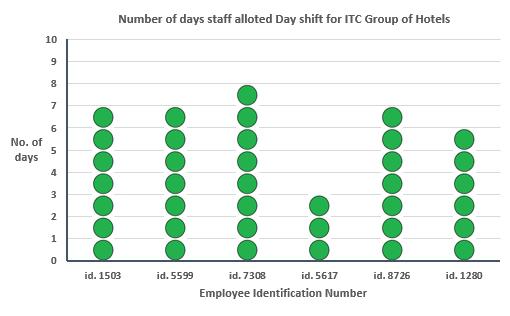 Number of days staff alloted Day shift for ITC Group of Hotels
10
9
8
7
6
5
4
3
2
1
0
No. of
days
id. 1503 id. 5599 id. 7308 id. 5617 id. 8726 id. 1280
Employee Identification Number